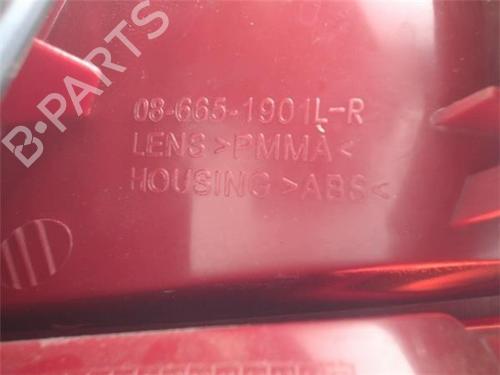 B-PARTS
08-665-1901L-R
LENS >PMMA<
HOUSING >ABS<